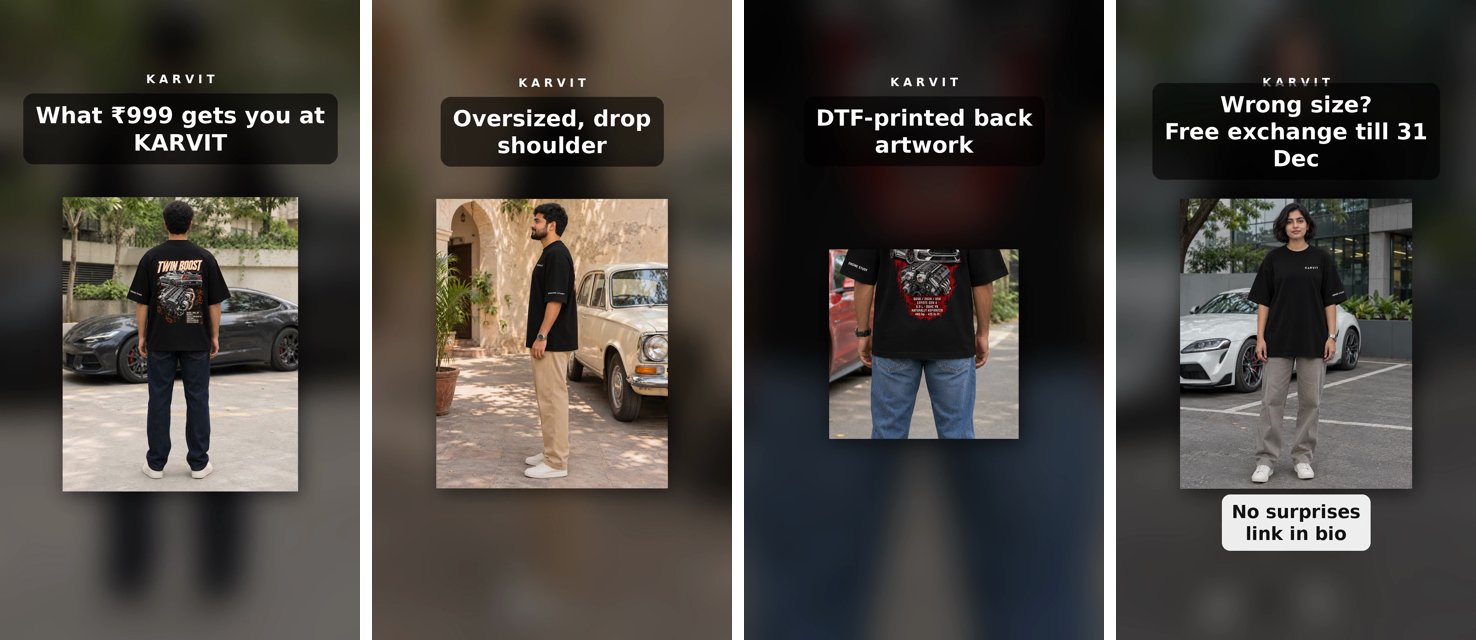 KARVIT
What ₹999 gets you at
KARVIT
TWIN BOOST
KARVIT
Oversized, drop
shoulder
KARVIT
DTF-printed back
artwork
KARVIT
Wrong size?
Free exchange till 31
Dec
KARVIT
No surprises
link in bio